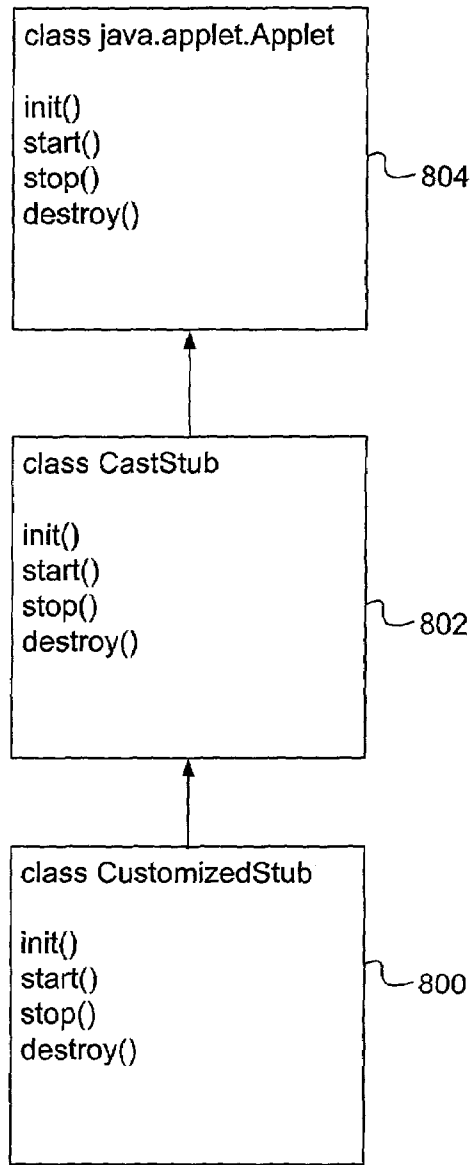 class java.applet.Applet
init()
start()
stop()
destroy()
804
class CastStub
init()
start()
stop()
destroy()
802
class CustomizedStub
init()
start()
stop()
destroy()
800